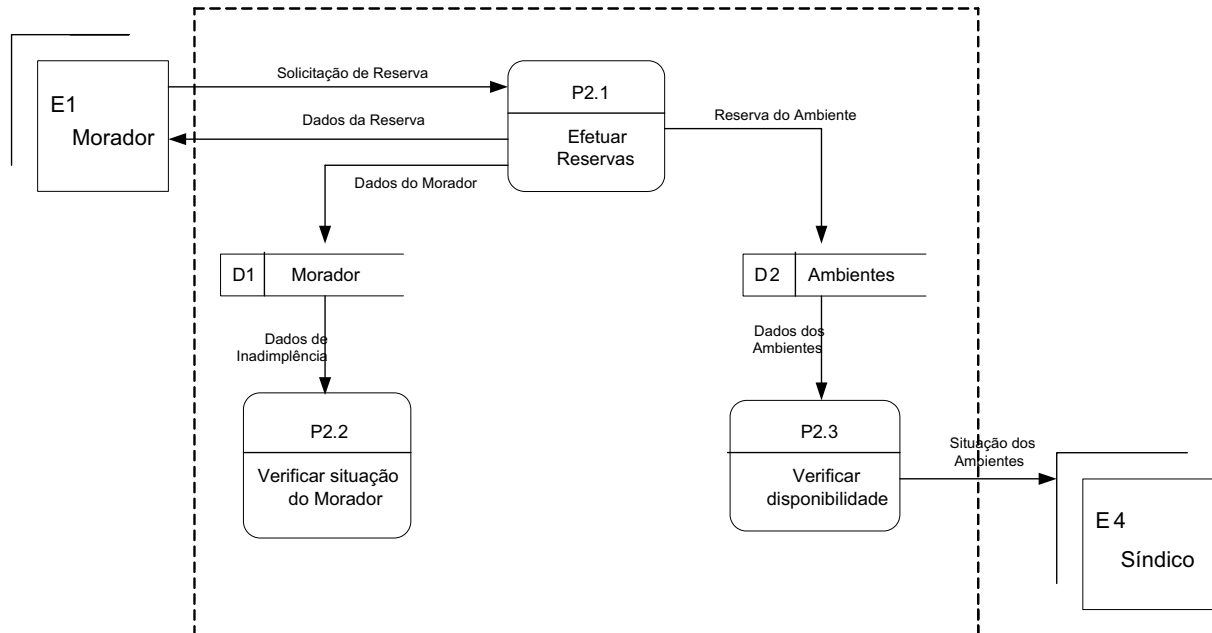 Solicitação de Reserva
P2.1
E1
Morador
Dados da Reserva
Reserva do Ambiente
Efetuar
Reservas
Dados do Morador
D1
Morador
D2
Ambientes
Dados de
Inadimplência
Dados dos
Ambientes
P2.2
P2.3
Verificar situação
do Morador
Verificar
disponibilidade
Situação dos
Ambientes
E4
Síndico